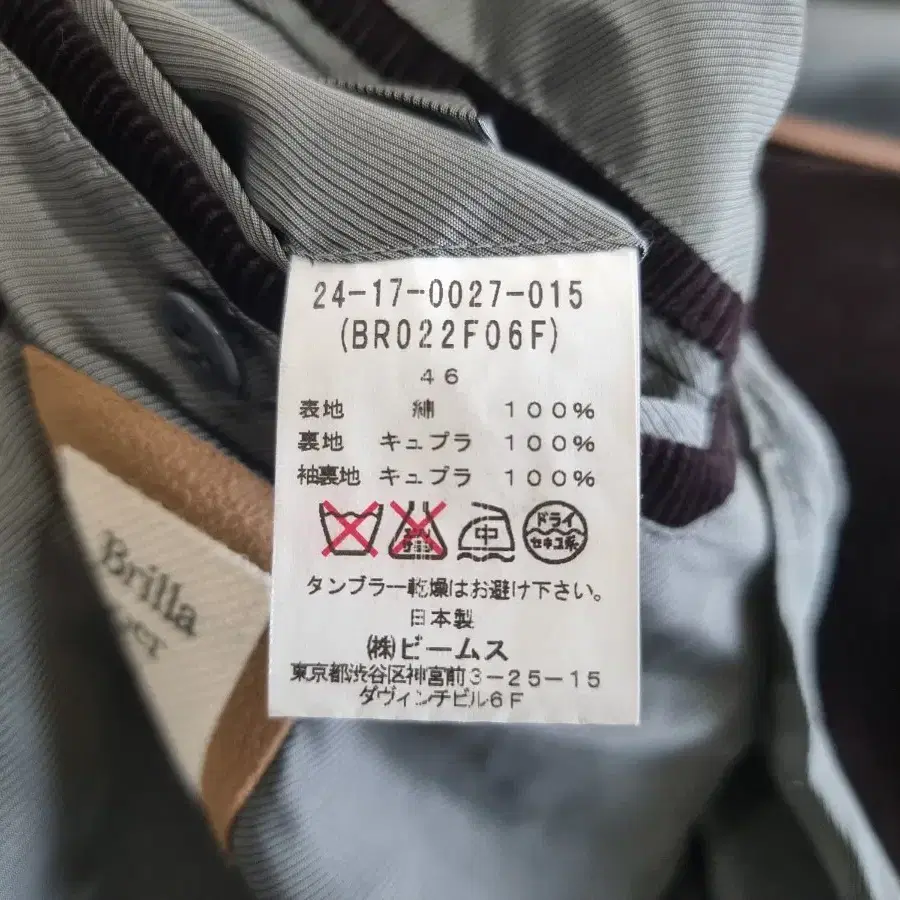 24-17-0027-015
(BR022F06F)
46
表地 綿 100%
裏地 キュプラ 100%
袖裏地 キュプラ 100%
中 ドライ
セキユ系
タンブラー乾燥はお避け下さい。
日本製
(株)ビームス
東京都渋谷区神宮前3-25-15
ダヴィンチビル6F
Brilla